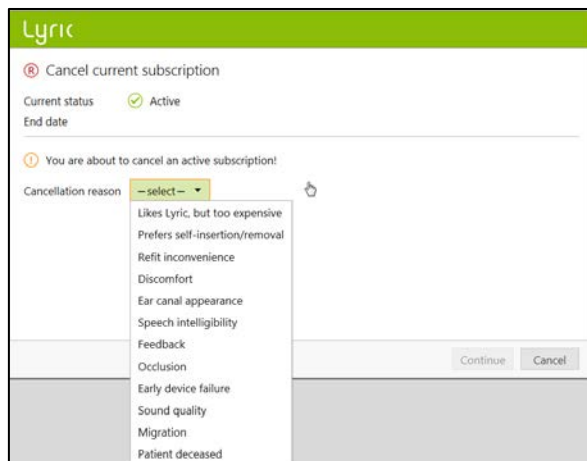 Lyric
R Cancel current subscription
Current status Active
End date
! You are about to cancel an active subscription!
Cancellation reason –select–
Likes Lyric, but too expensive
Prefers self-insertion/removal
Refit inconvenience
Discomfort
Ear canal appearance
Speech intelligibility
Feedback
Continue Cancel
Occlusion
Early device failure
Sound quality
Migration
Patient deceased